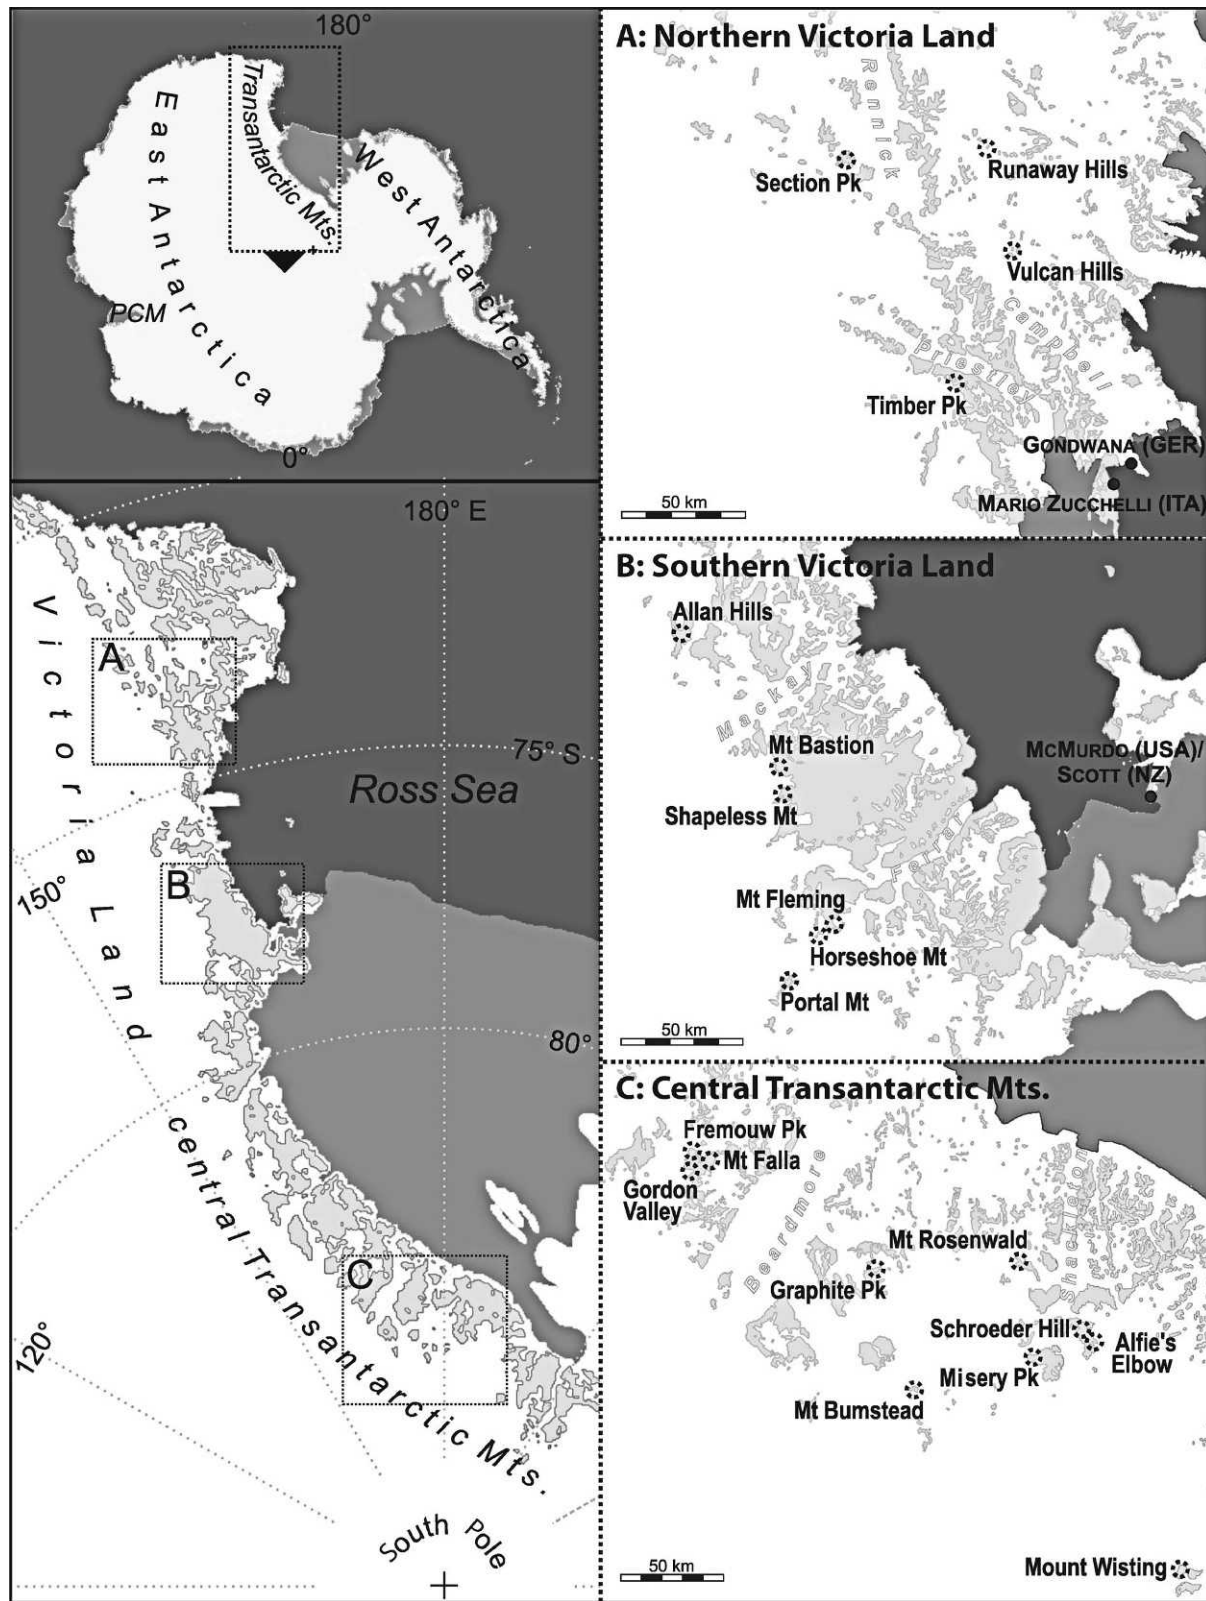 180°
Transantarctic Mts.
East Antarctica
West Antarctica
PCM
0°
180° E
75° S
Ross Sea
Victoria Land
A
B
150°
80°
central Transantarctic Mts.
C
120°
South Pole
A: Northern Victoria Land
Rennick
Section Pk
Runaway Hills
Vulcan Hills
Campbell
Priestley
Timber Pk
GONDWANA (GER)
MARIO ZUCCHELLI (ITA)
50 km
B: Southern Victoria Land
Allan Hills
Mackay
Mt Bastion
MCMURDO (USA)/
SCOTT (NZ)
Shapeless Mt
Ferrar
Mt Fleming
Horseshoe Mt
Portal Mt
50 km
C: Central Transantarctic Mts.
Fremouw Pk
Mt Falla
Gordon
Valley
Beardmore
Shackleton
Mt Rosenwald
Graphite Pk
Schroeder Hill
Alfie's
Elbow
Misery Pk
Mt Bumstead
50 km
Mount Wisting